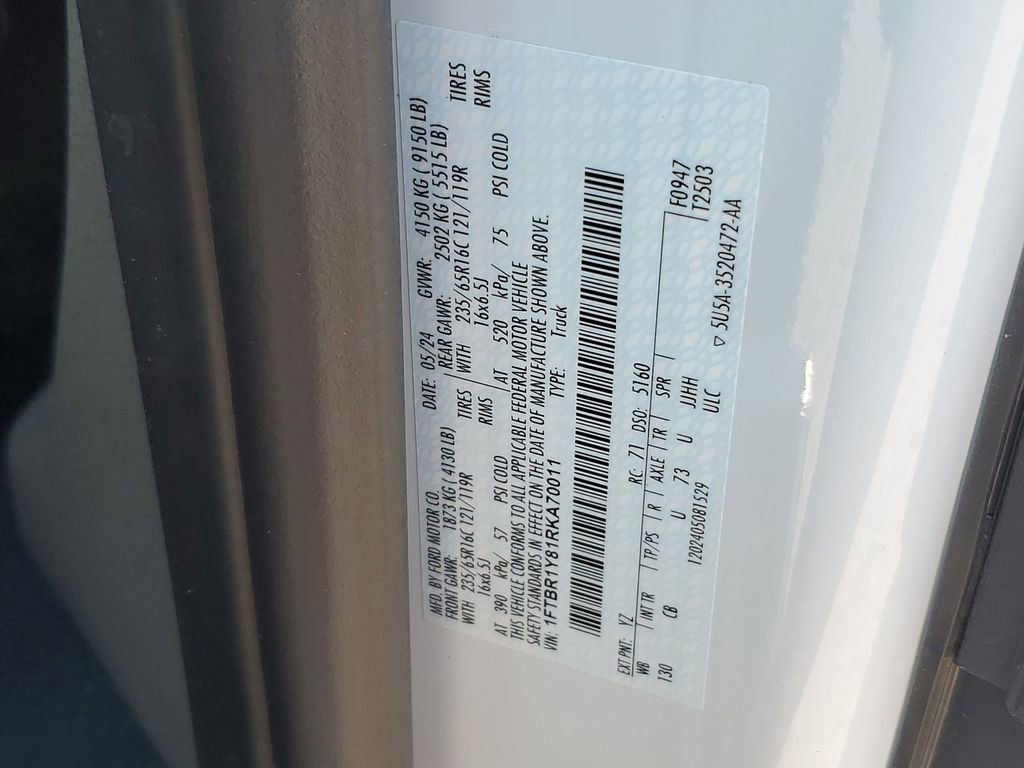 MFD. BY FORD MOTOR CO. DATE: 05/24 GVWR: 4150 KG ( 9150 LB)
FRONT GAWR: 1873 KG ( 4130 LB) REAR GAWR: 2502 KG ( 5515 LB)
WITH 235/65R16C 121/119R TIRES WITH 235/65R16C 121/119R TIRES
16x6.5J RIMS 16x6.5J RIMS
AT 390 kPa/ 57 PSI COLD AT 520 kPa/ 75 PSI COLD
THIS VEHICLE CONFORMS TO ALL APPLICABLE FEDERAL MOTOR VEHICLE
SAFETY STANDARDS IN EFFECT ON THE DATE OF MANUFACTURE SHOWN ABOVE.
VIN: 1FTBR1Y81RKA70011 TYPE: Truck
EXT PNT: YZ RC: 71 DSO: 5160 F0947
WB INT TR TP/PS R AXLE TR SPR T2503
130 CB U 73 U JJHH
120240508 1529 ULC ▽ 5U5A-3520472-AA